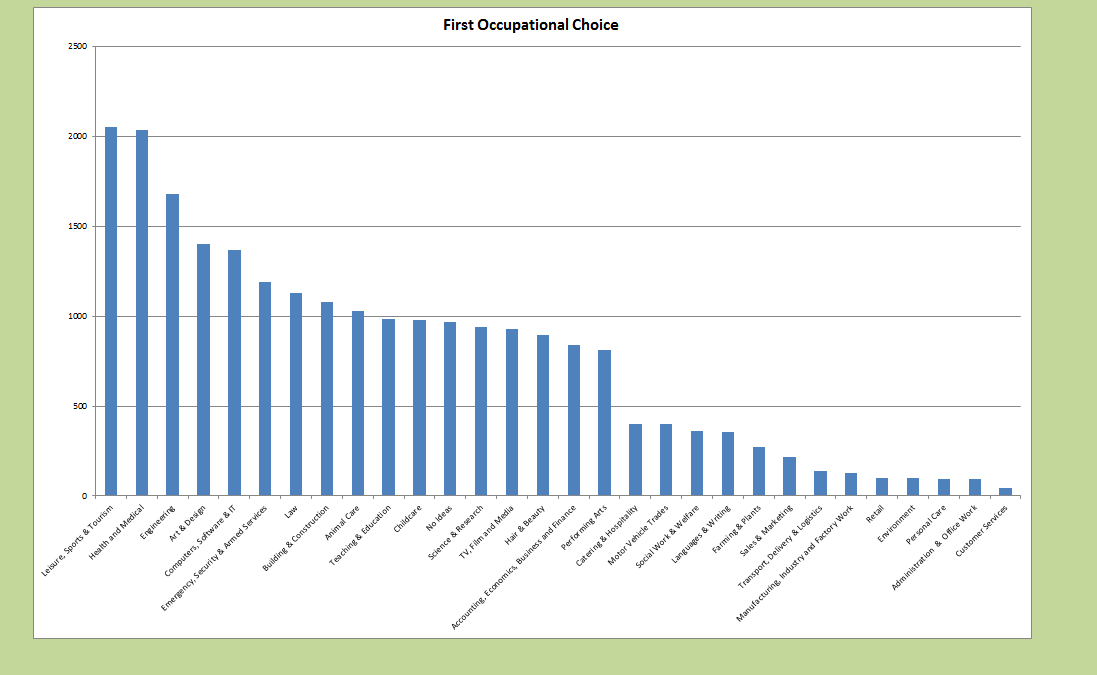 First Occupational Choice
2500
2000
1500
1000
500
0
Leisure, Sports & Tourism
Health and Medical
Engineering
Art & Design
Computers, Software & IT
Emergency, Security & Armed Services
Law
Building & Construction
Animal Care
Teaching & Education
Childcare
No Ideas
Science & Research
TV, Film and Media
Hair & Beauty
Accounting, Economics, Business and Finance
Performing Arts
Catering & Hospitality
Motor Vehicle Trades
Social Work & Welfare
Languages & Writing
Farming & Plants
Sales & Marketing
Transport, Delivery & Logistics
Manufacturing, Industry and Factory Work
Retail
Environment
Personal Care
Administration & Office Work
Customer Services